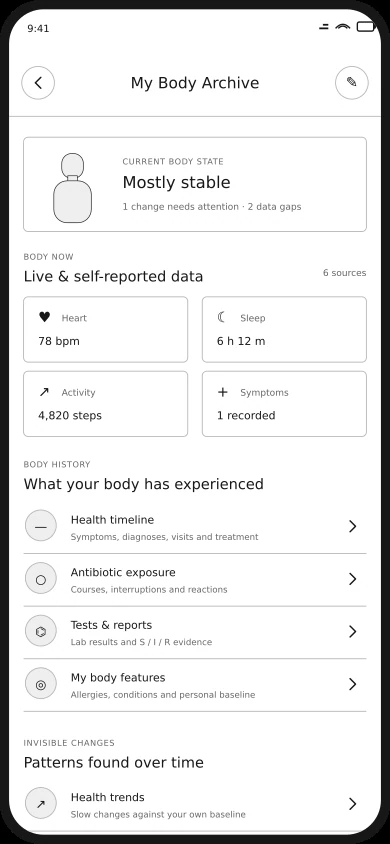 9:41
My Body Archive
CURRENT BODY STATE
Mostly stable
1 change needs attention · 2 data gaps
BODY NOW
Live & self-reported data
6 sources
Heart
78 bpm
Sleep
6 h 12 m
Activity
4,820 steps
Symptoms
1 recorded
BODY HISTORY
What your body has experienced
Health timeline
Symptoms, diagnoses, visits and treatment
Antibiotic exposure
Courses, interruptions and reactions
Tests & reports
Lab results and S / I / R evidence
My body features
Allergies, conditions and personal baseline
INVISIBLE CHANGES
Patterns found over time
Health trends
Slow changes against your own baseline